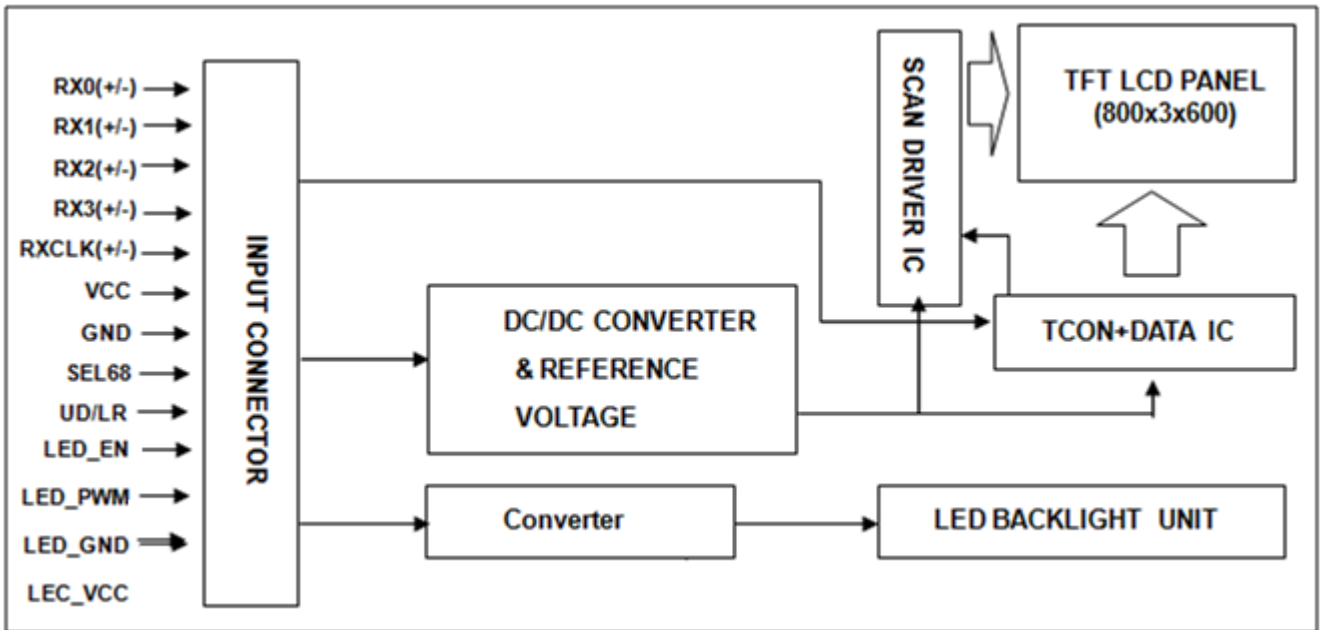 RX0(+/-)
RX1(+/-)
RX2(+/-)
RX3(+/-)
RXCLK(+/-)
VCC
GND
SEL68
UD/LR
LED_EN
LED_PWM
LED_GND
LEC_VCC
INPUT CONNECTOR
DC/DC CONVERTER
& REFERENCE
VOLTAGE
Converter
SCAN DRIVER IC
TFT LCD PANEL
(800x3x600)
TCON+DATA IC
LED BACKLIGHT UNIT